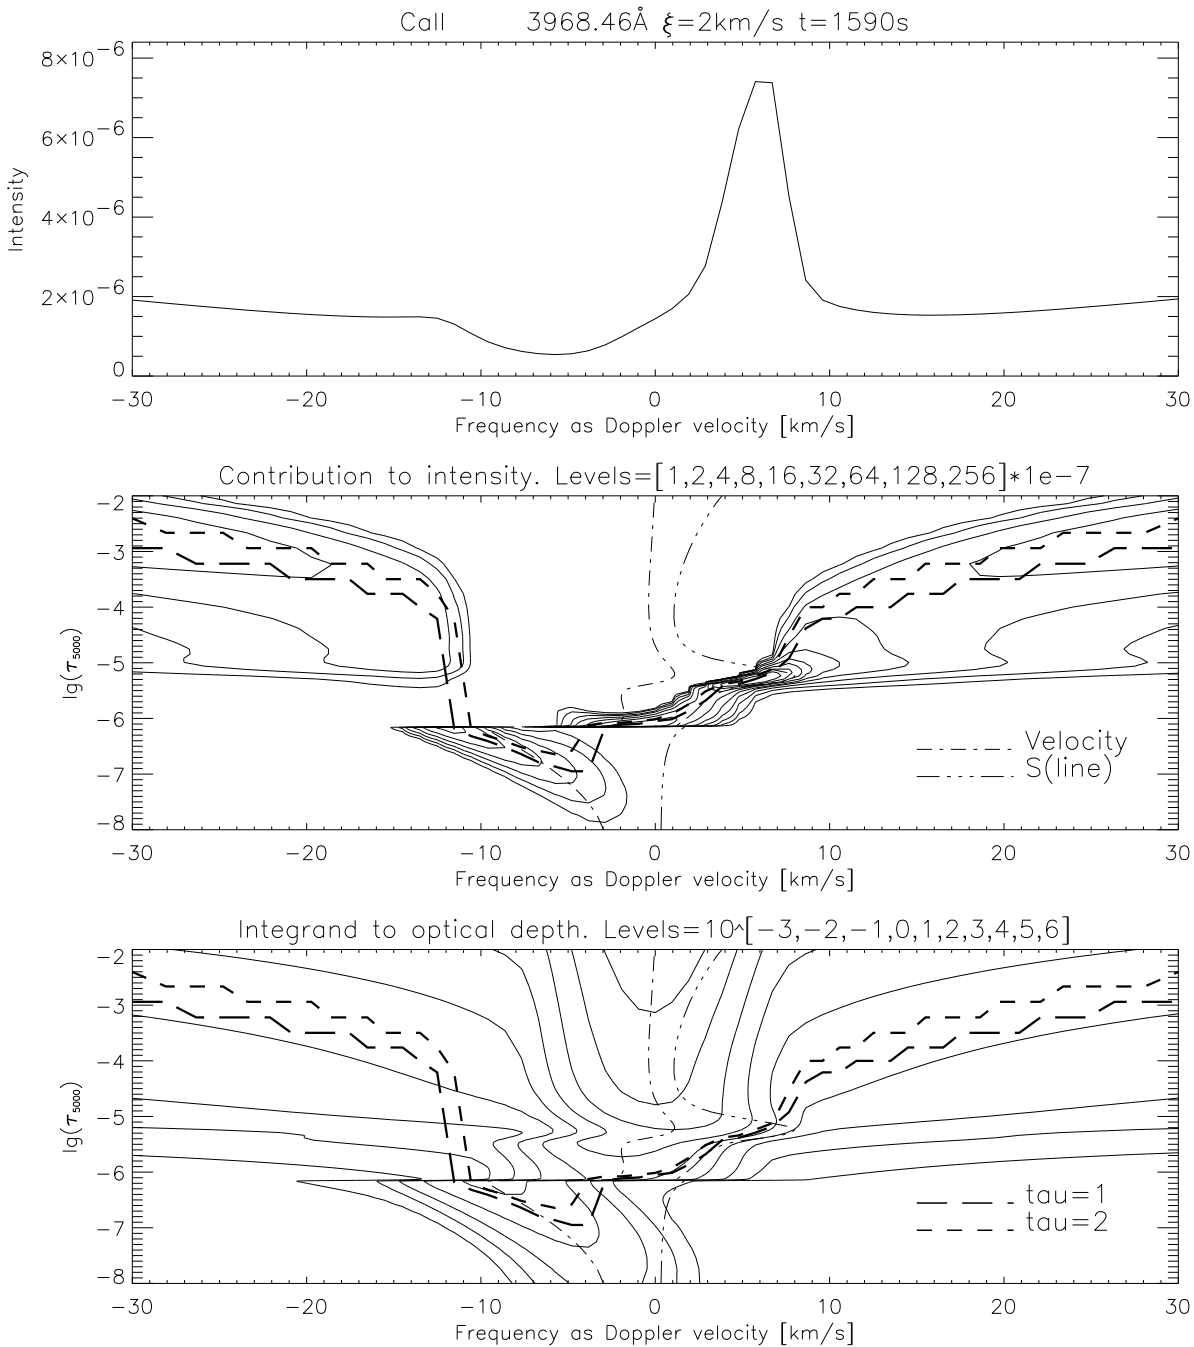 CaII 3968.46Å ξ=2km/s t=1590s
8×10⁻⁶
6×10⁻⁶
4×10⁻⁶
2×10⁻⁶
0
Intensity
−30 −20 −10 0 10 20 30
Frequency as Doppler velocity [km/s]
Contribution to intensity. Levels=[1,2,4,8,16,32,64,128,256]*1e−7
−2
−3
−4
−5
−6
−7
−8
lg(τ₅₀₀₀)
Velocity
S(line)
−30 −20 −10 0 10 20 30
Frequency as Doppler velocity [km/s]
Integrand to optical depth. Levels=10^[−3,−2,−1,0,1,2,3,4,5,6]
−2
−3
−4
−5
−6
−7
−8
lg(τ₅₀₀₀)
tau=1
tau=2
−30 −20 −10 0 10 20 30
Frequency as Doppler velocity [km/s]